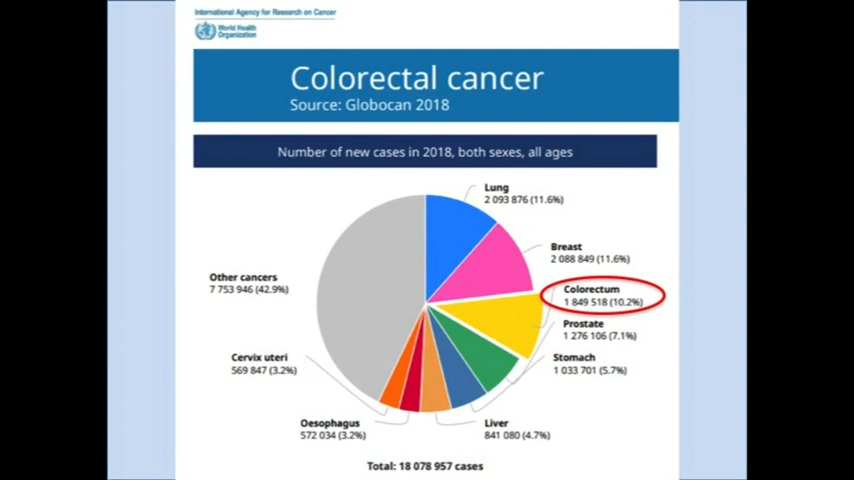 International Agency for Research on Cancer
World Health
Organization
Colorectal cancer
Source: Globocan 2018
Number of new cases in 2018, both sexes, all ages
Lung
2 093 876 (11.6%)
Breast
2 088 849 (11.6%)
Colorectum
1 849 518 (10.2%)
Prostate
1 276 106 (7.1%)
Stomach
1 033 701 (5.7%)
Liver
841 080 (4.7%)
Oesophagus
572 034 (3.2%)
Cervix uteri
569 847 (3.2%)
Other cancers
7 753 946 (42.9%)
Total: 18 078 957 cases